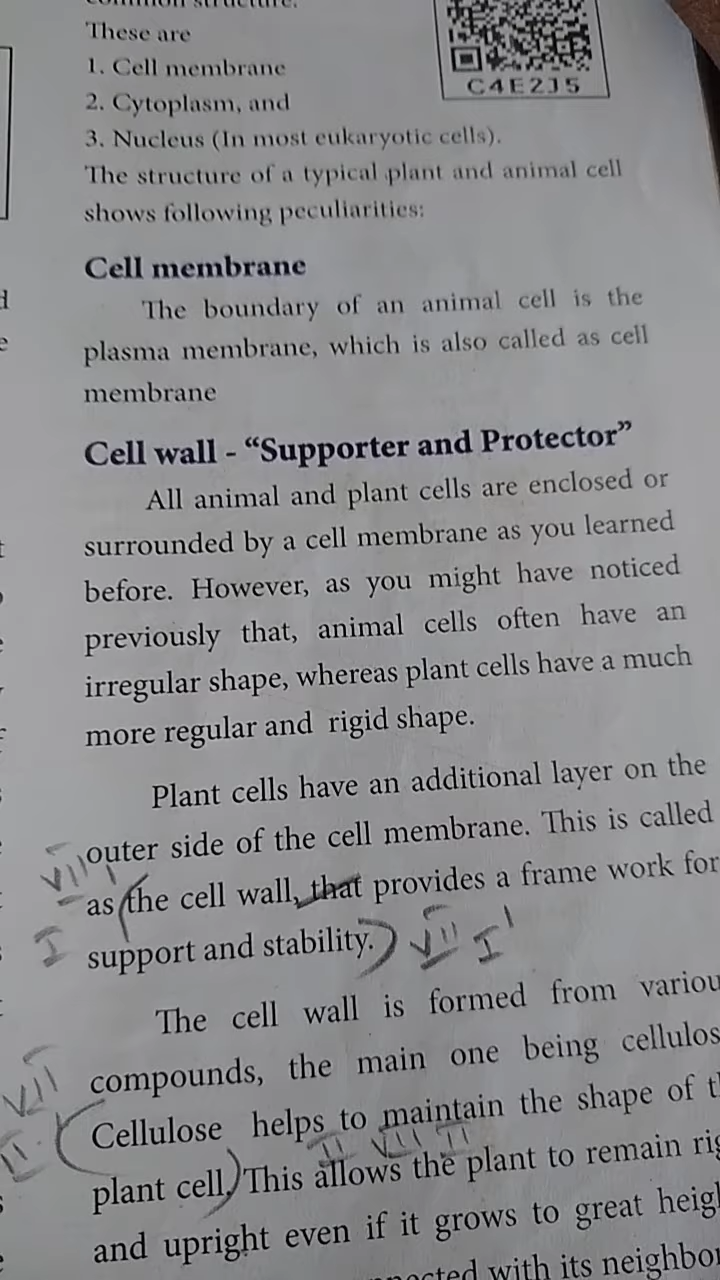 common structure.
These are
1. Cell membrane
2. Cytoplasm, and
3. Nucleus (In most eukaryotic cells).
C4E2J5
The structure of a typical plant and animal cell
shows following peculiarities:
Cell membrane
The boundary of an animal cell is the
plasma membrane, which is also called as cell
membrane
Cell wall - “Supporter and Protector”
All animal and plant cells are enclosed or
surrounded by a cell membrane as you learned
before. However, as you might have noticed
previously that, animal cells often have an
irregular shape, whereas plant cells have a much
more regular and rigid shape.
Plant cells have an additional layer on the
outer side of the cell membrane. This is called
as the cell wall, that provides a frame work for
support and stability.
VII I
The cell wall is formed from
compounds, the main one being
Cellulose helps to maintain the shape of
plant cell. This allows the plant to remain
II VII II
and upright even if it grows to great
with its